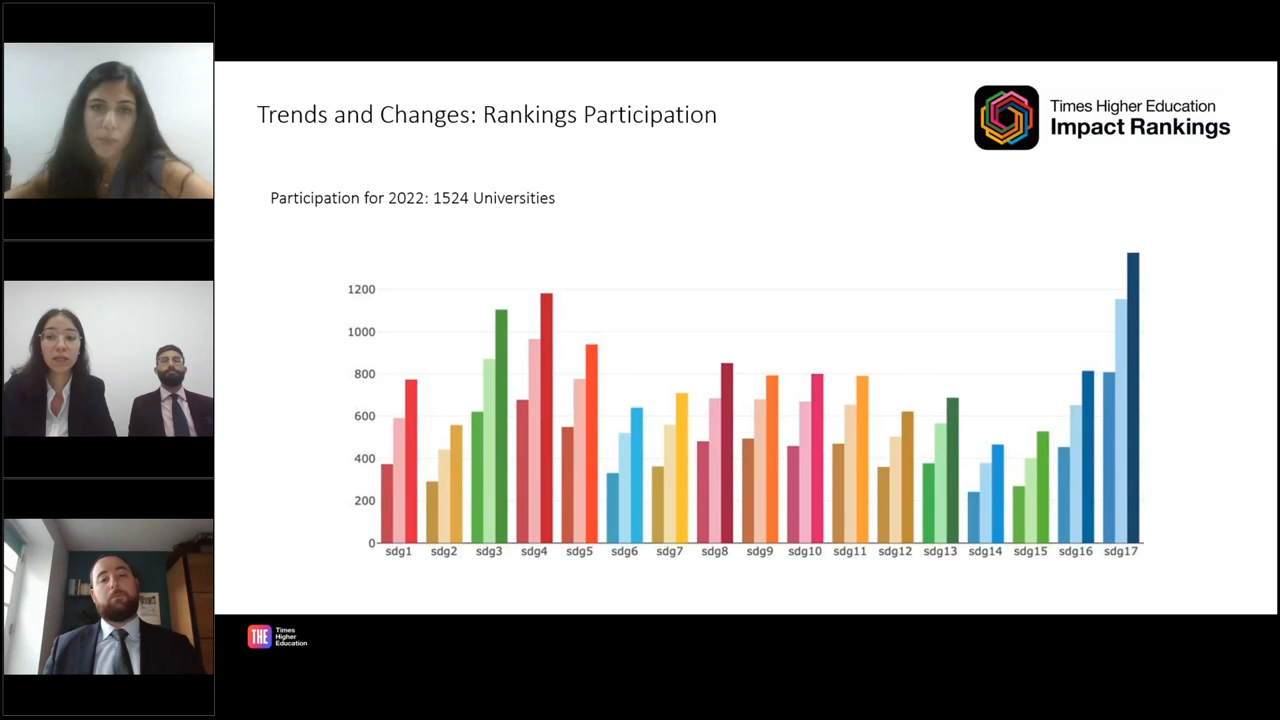 Trends and Changes: Rankings Participation
Times Higher Education
Impact Rankings
Participation for 2022: 1524 Universities
1200
1000
800
600
400
200
0
sdg1 sdg2 sdg3 sdg4 sdg5 sdg6 sdg7 sdg8 sdg9 sdg10 sdg11 sdg12 sdg13 sdg14 sdg15 sdg16 sdg17
THE
Times
Higher
Education